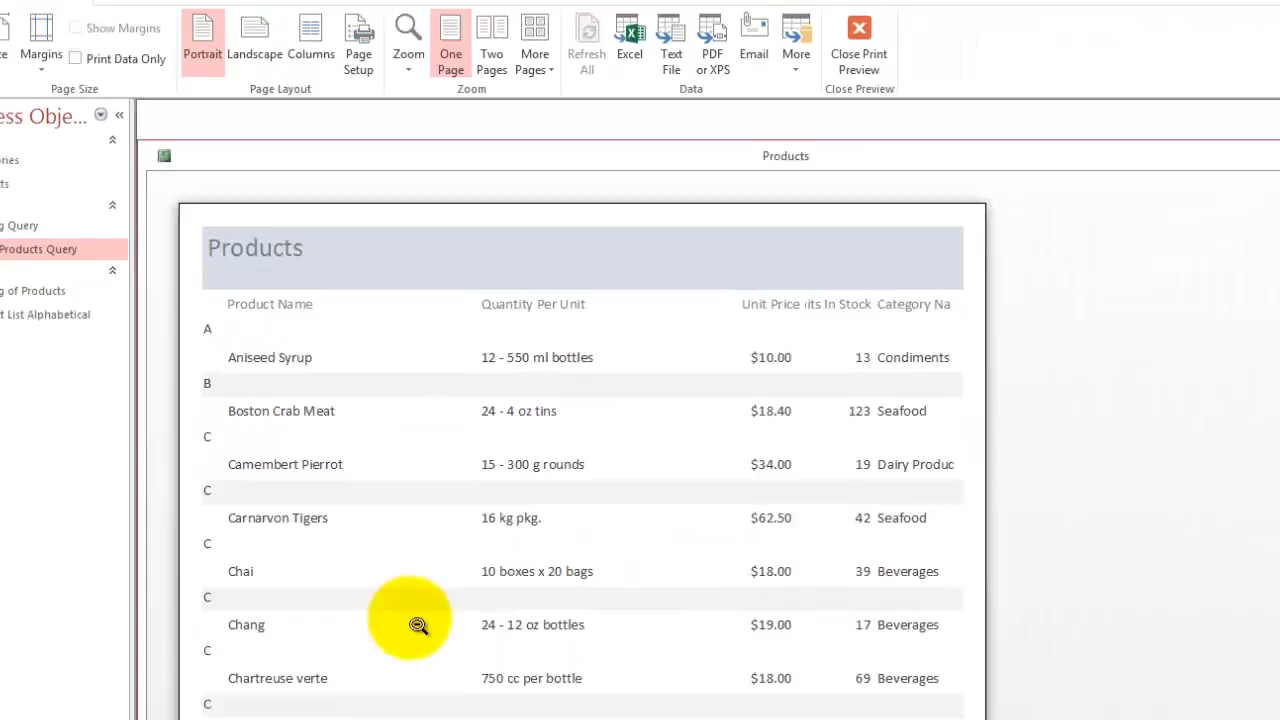 Show Margins
Print Data Only
Margins
Page Size
Portrait
Landscape
Columns
Page Setup
Page Layout
Zoom
One Page
Two Pages
More Pages
Zoom
Refresh All
Excel
Text File
PDF or XPS
Email
More
Data
Close Print Preview
Close Preview
ess Obje...
ories
ts
g Query
Products Query
g of Products
t List Alphabetical
Products
Products
Product Name Quantity Per Unit Unit Price its In Stock Category Na
A
Aniseed Syrup 12 - 550 ml bottles $10.00 13 Condiments
B
Boston Crab Meat 24 - 4 oz tins $18.40 123 Seafood
C
Camembert Pierrot 15 - 300 g rounds $34.00 19 Dairy Produc
C
Carnarvon Tigers 16 kg pkg. $62.50 42 Seafood
C
Chai 10 boxes x 20 bags $18.00 39 Beverages
C
Chang 24 - 12 oz bottles $19.00 17 Beverages
C
Chartreuse verte 750 cc per bottle $18.00 69 Beverages
C